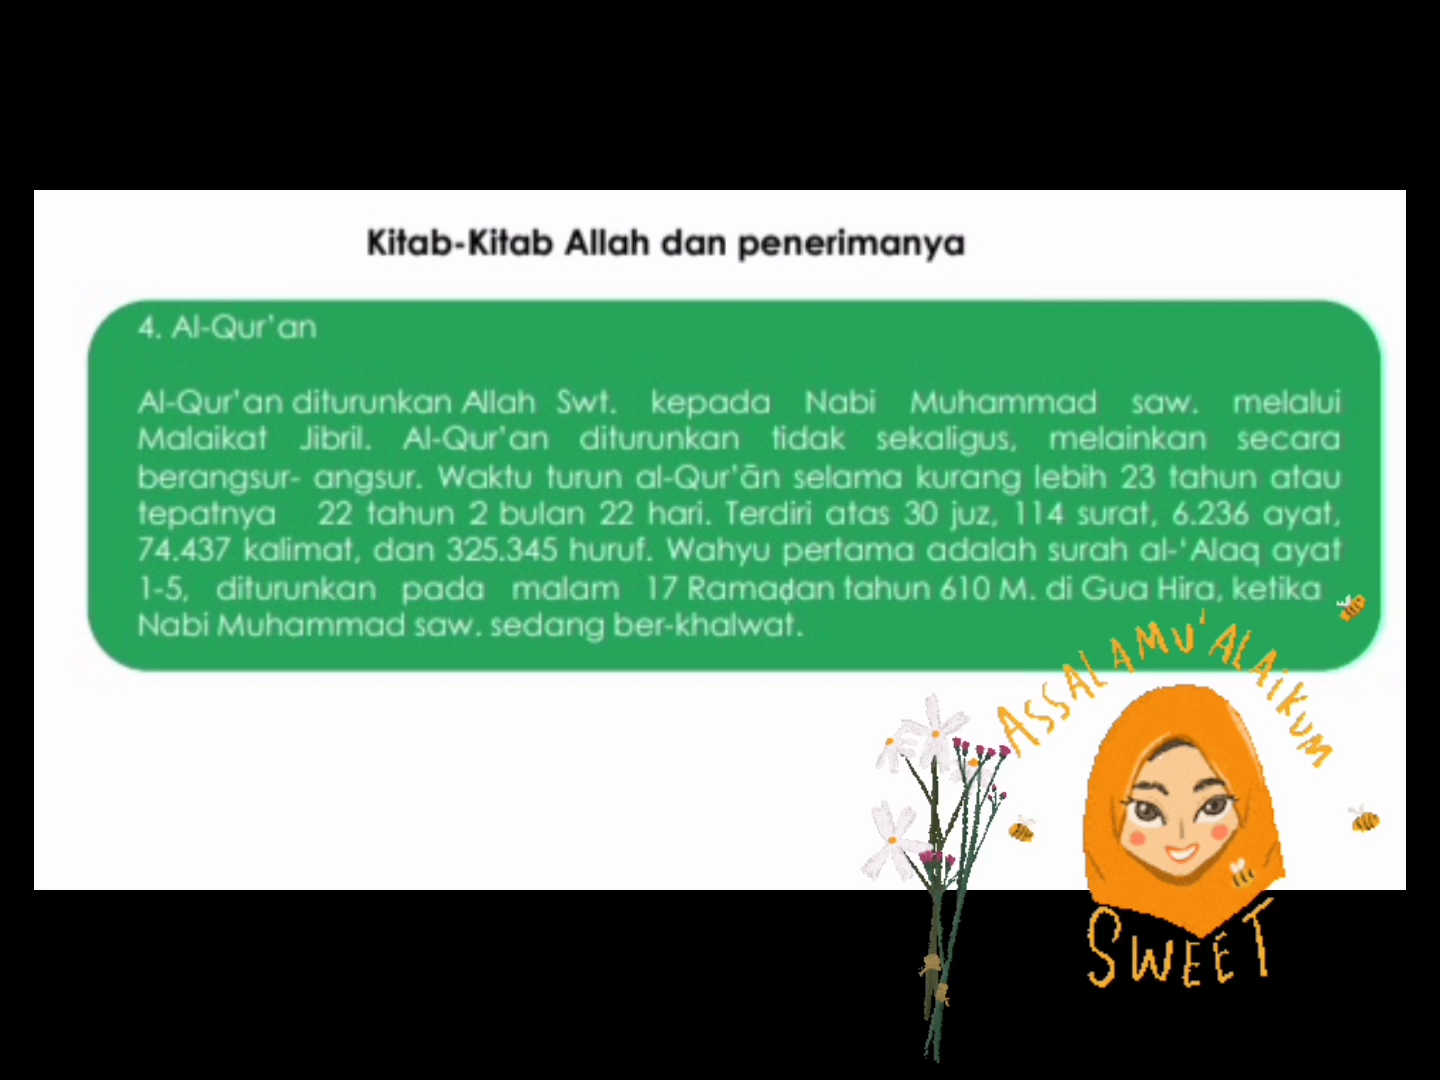 Kitab-Kitab Allah dan penerimanya
4. Al-Qur'an
Al-Qur'an diturunkan Allah Swt. kepada Nabi Muhammad saw. melalui
Malaikat Jibril. Al-Qur'an diturunkan tidak sekaligus, melainkan secara
berangsur- angsur. Waktu turun al-Qur'ān selama kurang lebih 23 tahun atau
tepatnya 22 tahun 2 bulan 22 hari. Terdiri atas 30 juz, 114 surat, 6.236 ayat,
74.437 kalimat, dan 325.345 huruf. Wahyu pertama adalah surah al-'Alaq ayat
1-5, diturunkan pada malam 17 Ramaḍan tahun 610 M. di Gua Hira, ketika
Nabi Muhammad saw. sedang ber-khalwat.
ASSALAMU'ALAIKUM
SWEET